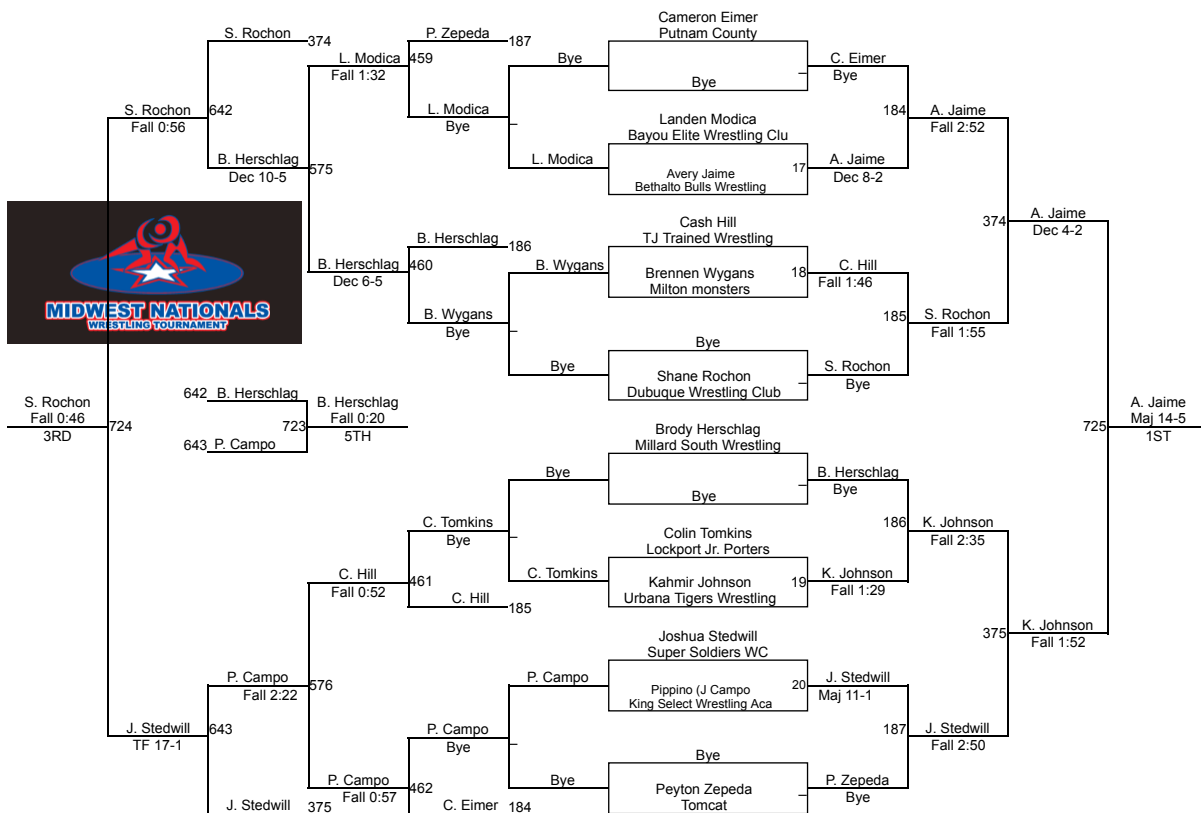 Cameron Eimer
Putnam County
S. Rochon
374
P. Zepeda
187
L. Modica
459
Fall 1:32
Bye
Bye
C. Eimer
Bye
S. Rochon
642
Fall 0:56
L. Modica
Bye
184
A. Jaime
Fall 2:52
Landen Modica
Bayou Elite Wrestling Clu
B. Herschlag
575
Dec 10-5
L. Modica
Avery Jaime
Bethalto Bulls Wrestling
17
A. Jaime
Dec 8-2
374
A. Jaime
Dec 4-2
Cash Hill
TJ Trained Wrestling
B. Herschlag
186
B. Herschlag
460
Dec 6-5
B. Wygans
Brennen Wygans
Milton monsters
18
C. Hill
Fall 1:46
MIDWEST NATIONALS
WRESTLING TOURNAMENT
B. Wygans
Bye
185
S. Rochon
Fall 1:55
Bye
Bye
Shane Rochon
Dubuque Wrestling Club
S. Rochon
Bye
S. Rochon
Fall 0:46
3RD
724
642 B. Herschlag
643 P. Campo
723
B. Herschlag
Fall 0:20
5TH
725
A. Jaime
Maj 14-5
1ST
Brody Herschlag
Millard South Wrestling
Bye
Bye
B. Herschlag
Bye
C. Tomkins
Bye
186
K. Johnson
Fall 2:35
Colin Tomkins
Lockport Jr. Porters
C. Hill
461
Fall 0:52
C. Tomkins
Kahmir Johnson
Urbana Tigers Wrestling
19
K. Johnson
Fall 1:29
C. Hill
185
375
K. Johnson
Fall 1:52
Joshua Stedwill
Super Soldiers WC
P. Campo
576
Fall 2:22
P. Campo
Pippino (J Campo
King Select Wrestling Aca
20
J. Stedwill
Maj 11-1
J. Stedwill
643
TF 17-1
P. Campo
Bye
187
J. Stedwill
Fall 2:50
Bye
P. Campo
462
Fall 0:57
Bye
Peyton Zepeda
Tomcat
P. Zepeda
Bye
J. Stedwill
375
C. Eimer
184